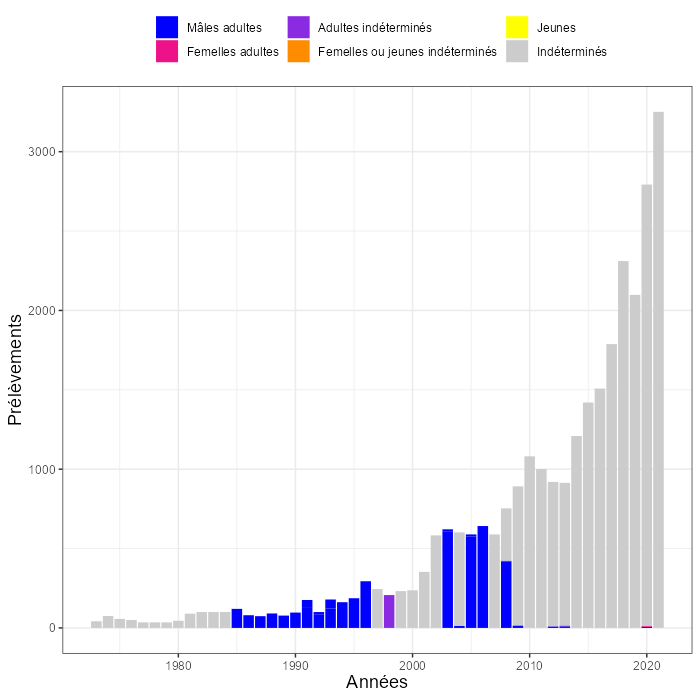 Mâles adultes Adultes indéterminés Jeunes
Femelles adultes Femelles ou jeunes indéterminés Indéterminés
3000
2000
1000
0
Prélèvements
1980 1990 2000 2010 2020
Années